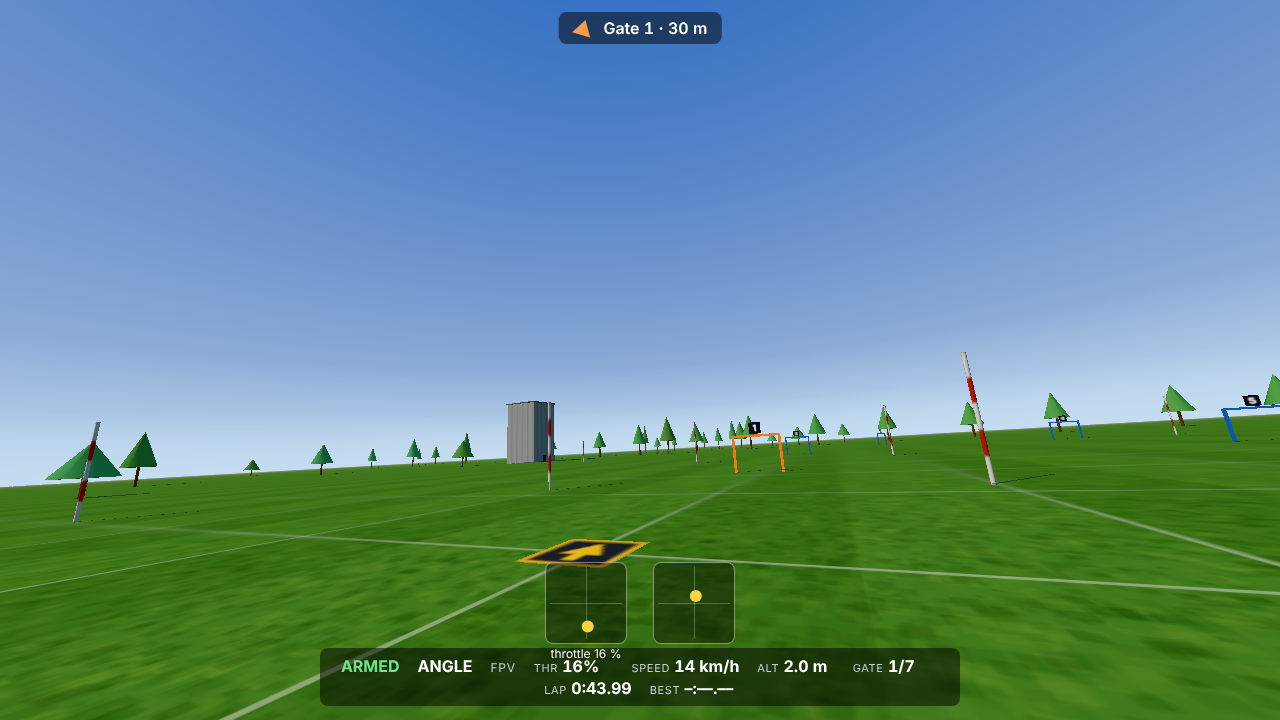 Gate 1 · 30 m
1
throttle 16 %
ARMED ANGLE FPV THR 16% SPEED 14 km/h ALT 2.0 m GATE 1/7
LAP 0:43.99 BEST –:––.––